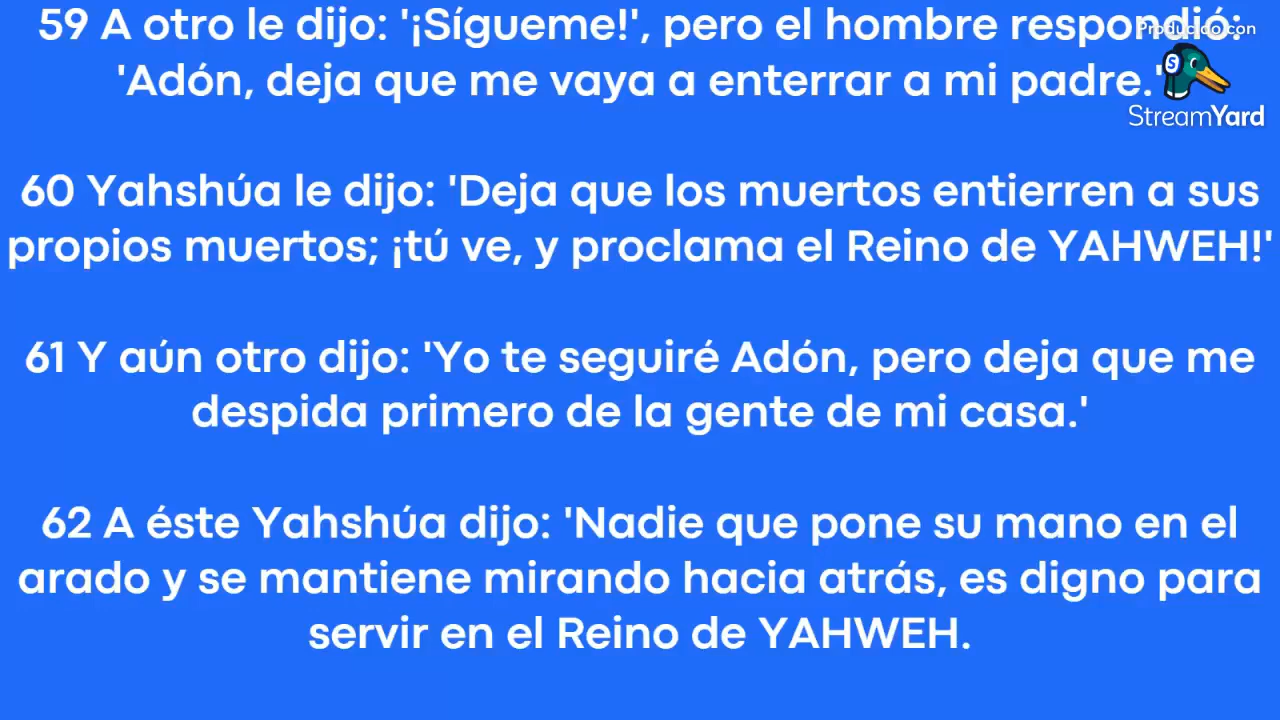 59 A otro le dijo: '¡Sígueme!', pero el hombre respondió:
'Adón, deja que me vaya a enterrar a mi padre.'
Producido con
StreamYard
60 Yahshúa le dijo: 'Deja que los muertos entierren a sus
propios muertos; ¡tú ve, y proclama el Reino de YAHWEH!'
61 Y aún otro dijo: 'Yo te seguiré Adón, pero deja que me
despida primero de la gente de mi casa.'
62 A éste Yahshúa dijo: 'Nadie que pone su mano en el
arado y se mantiene mirando hacia atrás, es digno para
servir en el Reino de YAHWEH.